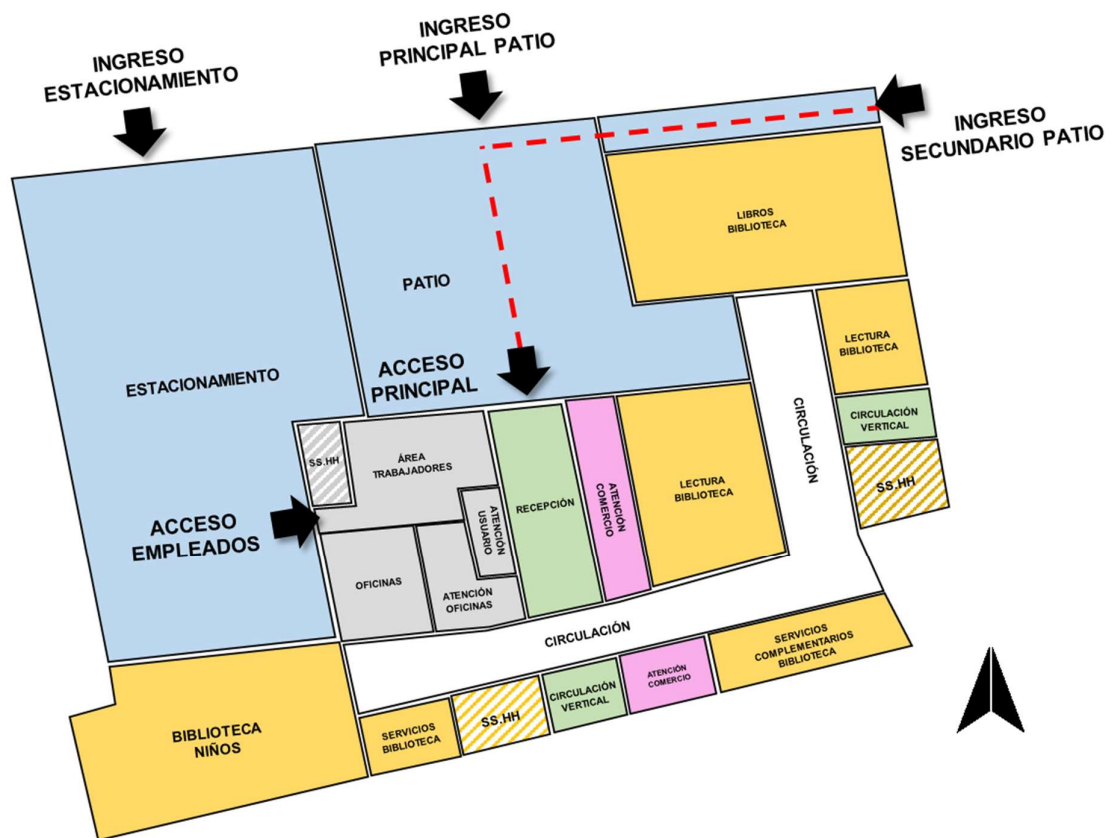 INGRESO
ESTACIONAMIENTO
INGRESO
PRINCIPAL PATIO
INGRESO
SECUNDARIO PATIO
LIBROS
BIBLIOTECA
PATIO
ESTACIONAMIENTO
ACCESO
PRINCIPAL
LECTURA
BIBLIOTECA
CIRCULACIÓN
VERTICAL
SS.HH
CIRCULACIÓN
SS.HH
ÁREA
TRABAJADORES
RECEPCIÓN
ATENCIÓN
COMERCIO
LECTURA
BIBLIOTECA
ATENCIÓN
USUARIO
ACCESO
EMPLEADOS
OFICINAS
ATENCIÓN
OFICINAS
CIRCULACIÓN
SERVICIOS
COMPLEMENTARIOS
BIBLIOTECA
ATENCIÓN
COMERCIO
CIRCULACIÓN
VERTICAL
SS.HH
SERVICIOS
BIBLIOTECA
BIBLIOTECA
NIÑOS